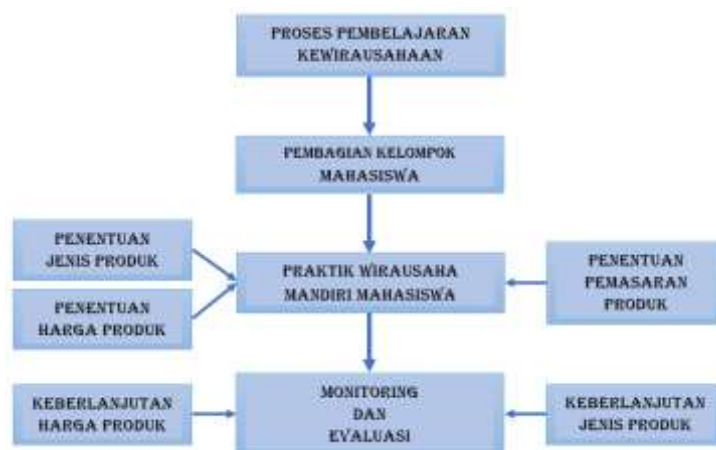 PROSES PEMBELAJARAN
KEWIRAUSAHAAN
PEMBAGIAN KELOMPOK
MAHASISWA
PENENTUAN
JENIS PRODUK
PENENTUAN
HARGA PRODUK
PRAKTIK WIRAUSAHA
MANDIRI MAHASISWA
PENENTUAN
PEMASARAN
PRODUK
KEBERLANJUTAN
HARGA PRODUK
MONITORING
DAN
EVALUASI
KEBERLANJUTAN
JENIS PRODUK